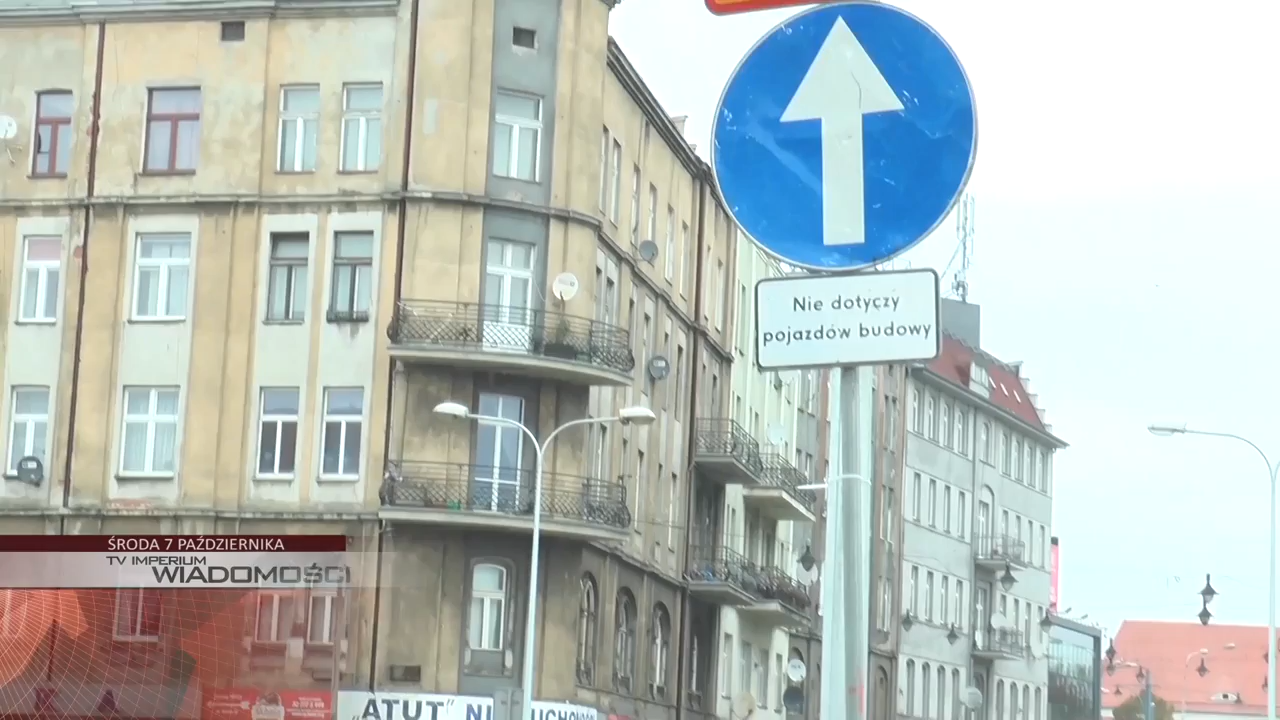 Nie dotyczy
pojazdów budowy
ŚRODA 7 PAŹDZIERNIKA
TV IMPERIUM
WIADOMOŚCI
„ATUT”